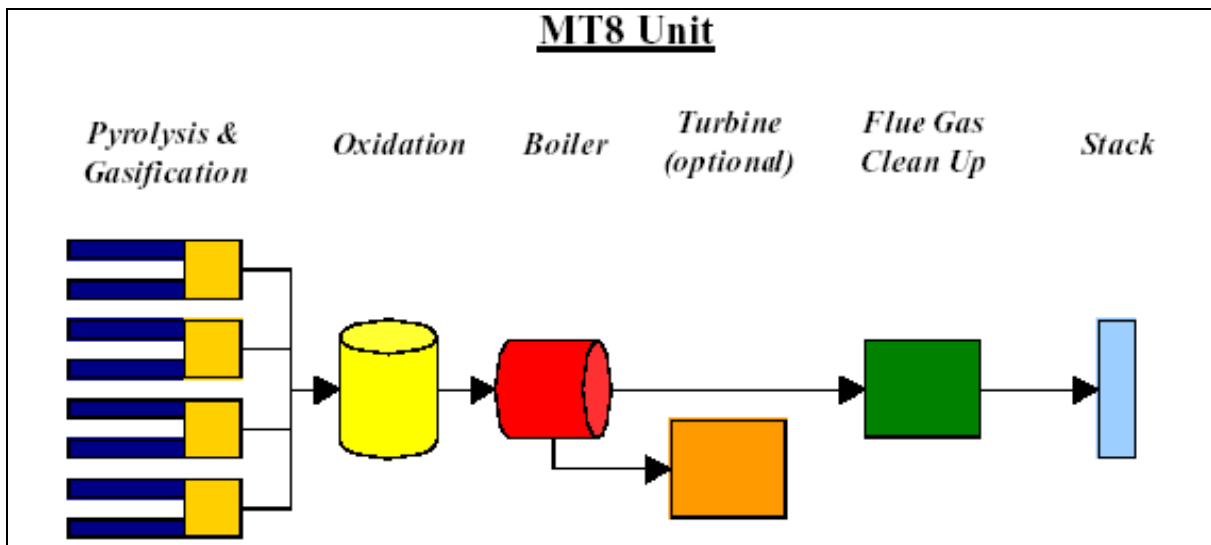 MT8 Unit
Pyrolysis &
Gasification
Oxidation
Boiler
Turbine
(optional)
Flue Gas
Clean Up
Stack